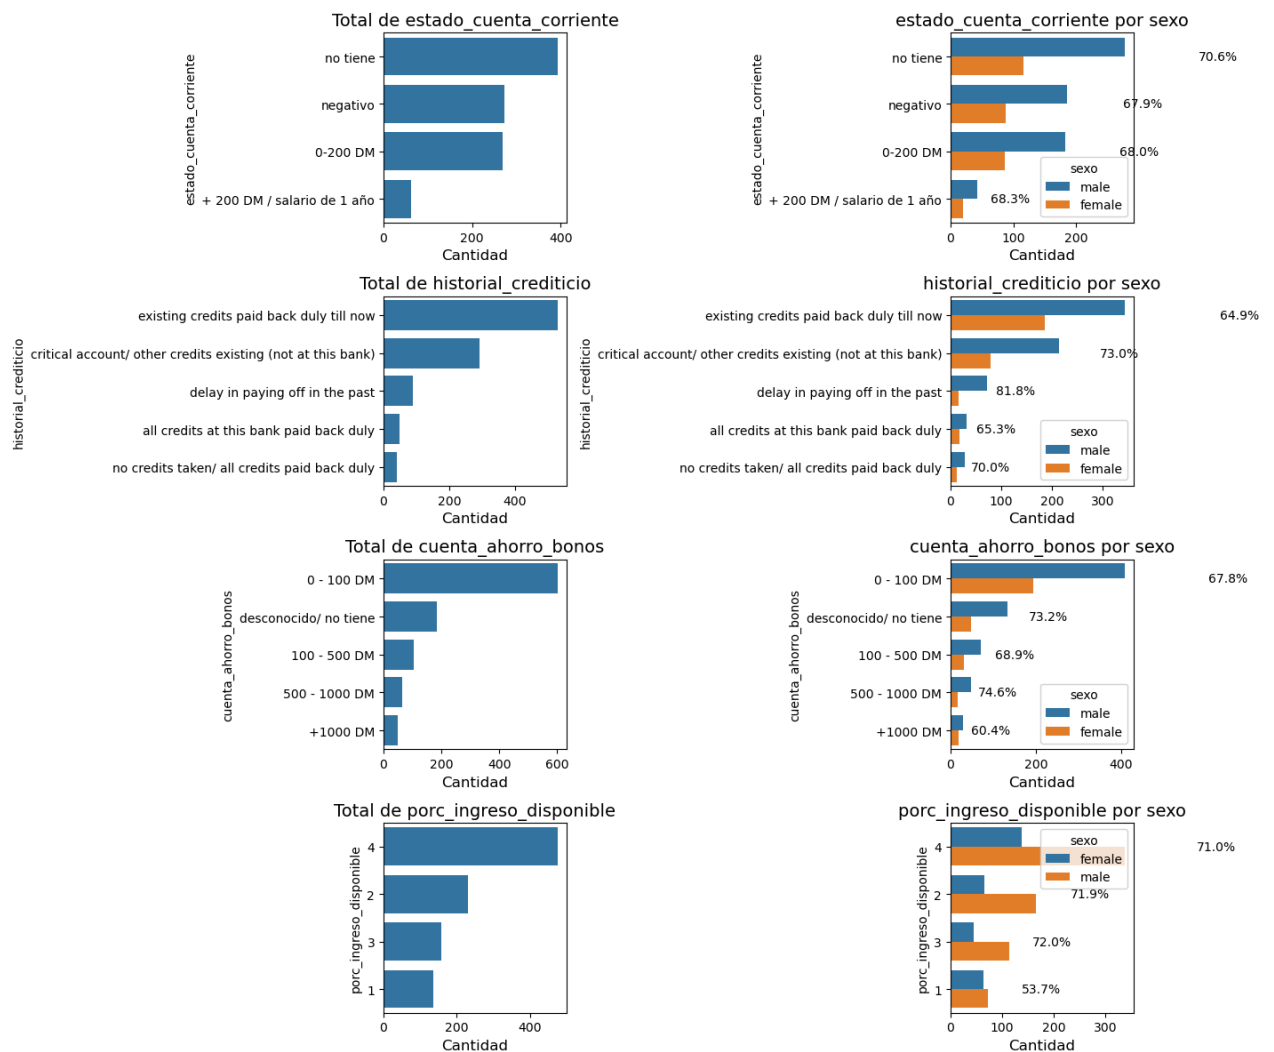 Total de estado_cuenta_corriente
estado_cuenta_corriente
no tiene
negativo
0-200 DM
+ 200 DM / salario de 1 año
0 200 400
Cantidad
estado_cuenta_corriente por sexo
estado_cuenta_corriente
no tiene
negativo
0-200 DM
+ 200 DM / salario de 1 año
70.6%
67.9%
68.0%
68.3%
sexo
male
female
0 100 200
Cantidad
Total de historial_crediticio
historial_crediticio
existing credits paid back duly till now
critical account/ other credits existing (not at this bank)
delay in paying off in the past
all credits at this bank paid back duly
no credits taken/ all credits paid back duly
0 200 400
Cantidad
historial_crediticio por sexo
historial_crediticio
existing credits paid back duly till now
critical account/ other credits existing (not at this bank)
delay in paying off in the past
all credits at this bank paid back duly
no credits taken/ all credits paid back duly
64.9%
73.0%
81.8%
65.3%
70.0%
sexo
male
female
0 100 200 300
Cantidad
Total de cuenta_ahorro_bonos
cuenta_ahorro_bonos
0 - 100 DM
desconocido/ no tiene
100 - 500 DM
500 - 1000 DM
+1000 DM
0 200 400 600
Cantidad
cuenta_ahorro_bonos por sexo
cuenta_ahorro_bonos
0 - 100 DM
desconocido/ no tiene
100 - 500 DM
500 - 1000 DM
+1000 DM
67.8%
73.2%
68.9%
74.6%
60.4%
sexo
male
female
0 200 400
Cantidad
Total de porc_ingreso_disponible
porc_ingreso_disponible
4
2
3
1
0 200 400
Cantidad
porc_ingreso_disponible por sexo
porc_ingreso_disponible
4
2
3
1
sexo
female
male
71.0%
71.9%
72.0%
53.7%
0 100 200 300
Cantidad